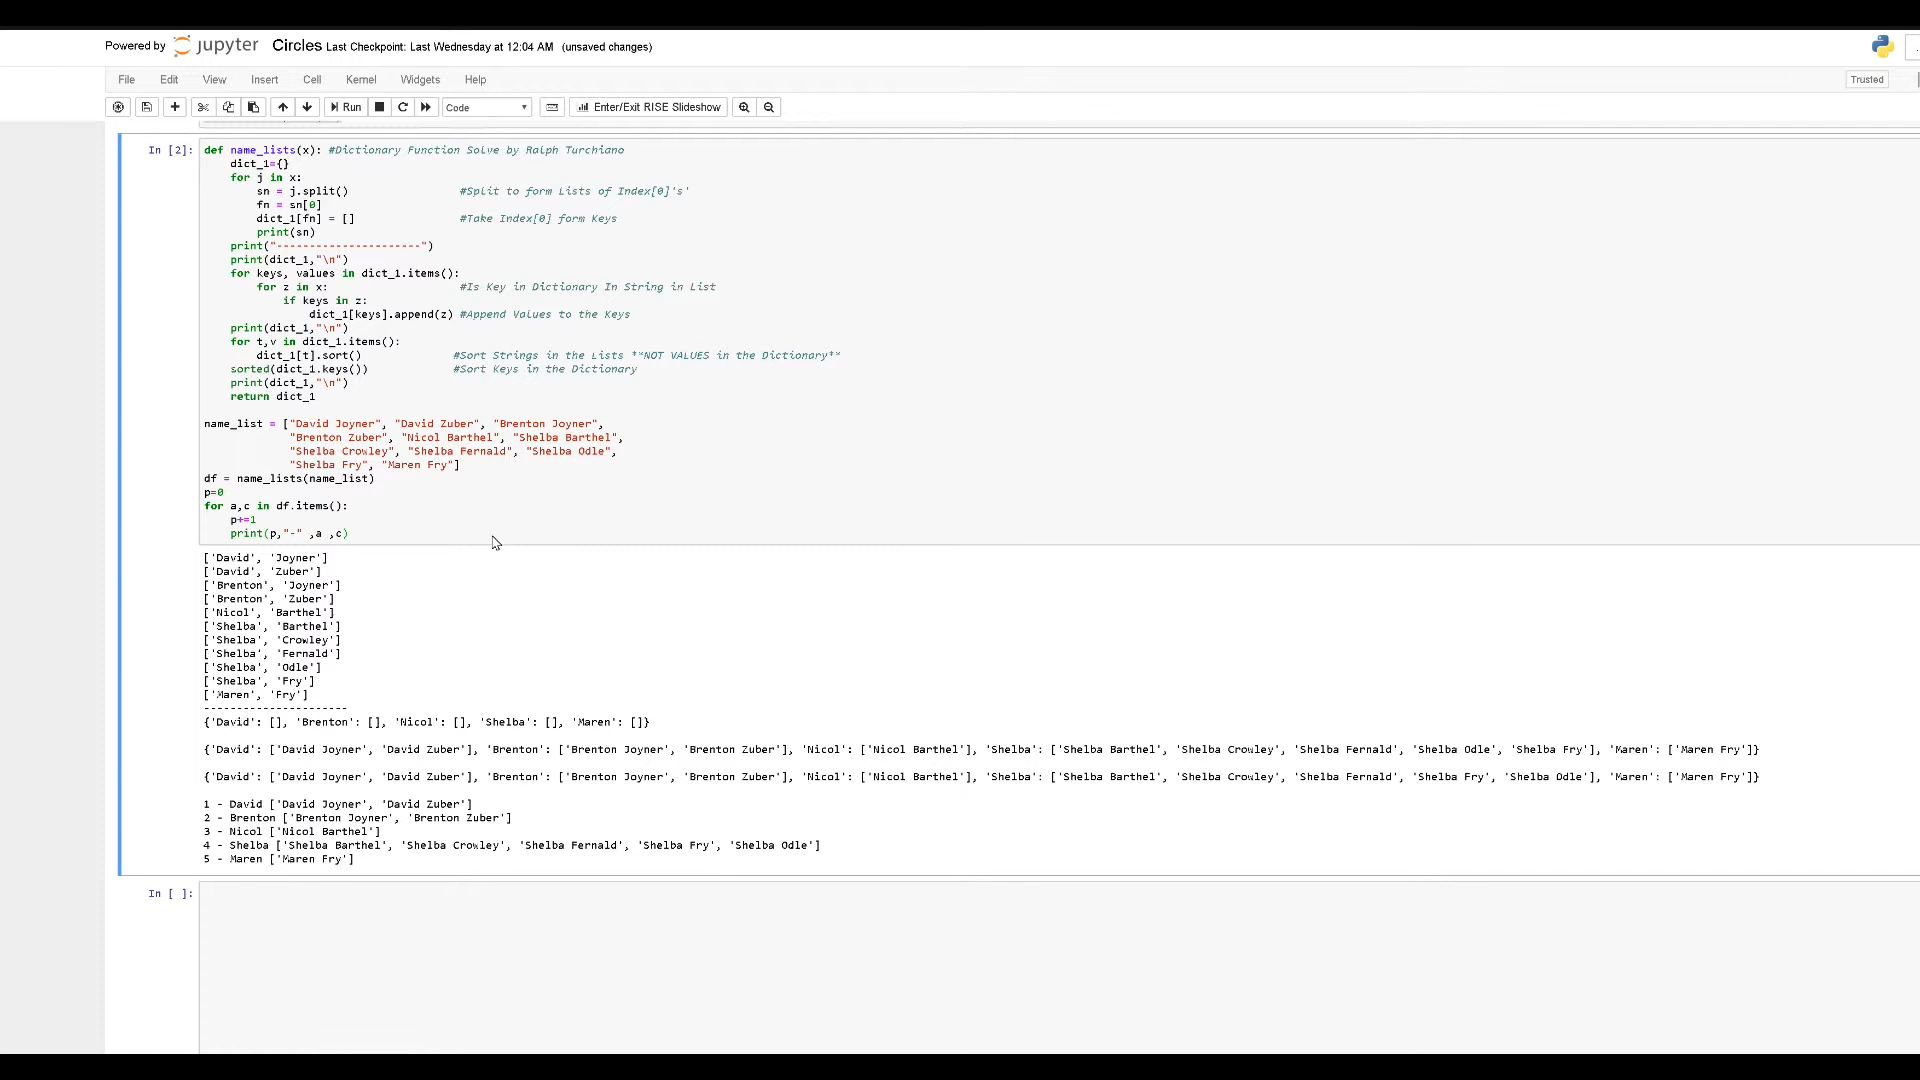 Powered by jupyter Circles Last Checkpoint: Last Wednesday at 12:04 AM (unsaved changes)
File Edit View Insert Cell Kernel Widgets Help
Trusted
Run Code Enter/Exit RISE Slideshow
In [2]: def name_lists(x): #Dictionary Function Solve by Ralph Turchiano
    dict_1={}
    for j in x:
        sn = j.split() #Split to form Lists of Index[0]'s'
        fn = sn[0]
        dict_1[fn] = [] #Take Index[0] form Keys
        print(sn)
    print("----------------------")
    print(dict_1,"\n")
    for keys, values in dict_1.items():
        for z in x: #Is Key in Dictionary In String in List
            if keys in z:
                dict_1[keys].append(z) #Append Values to the Keys
    print(dict_1,"\n")
    for t,v in dict_1.items():
        dict_1[t].sort() #Sort Strings in the Lists **NOT VALUES in the Dictionary**
    sorted(dict_1.keys()) #Sort Keys in the Dictionary
    print(dict_1,"\n")
    return dict_1
name_list = ["David Joyner", "David Zuber", "Brenton Joyner",
             "Brenton Zuber", "Nicol Barthel", "Shelba Barthel",
             "Shelba Crowley", "Shelba Fernald", "Shelba Odle",
             "Shelba Fry", "Maren Fry"]
df = name_lists(name_list)
p=0
for a,c in df.items():
    p+=1
    print(p,"-" ,a ,c)
['David', 'Joyner']
['David', 'Zuber']
['Brenton', 'Joyner']
['Brenton', 'Zuber']
['Nicol', 'Barthel']
['Shelba', 'Barthel']
['Shelba', 'Crowley']
['Shelba', 'Fernald']
['Shelba', 'Odle']
['Shelba', 'Fry']
['Maren', 'Fry']
----------------------
{'David': [], 'Brenton': [], 'Nicol': [], 'Shelba': [], 'Maren': []}
{'David': ['David Joyner', 'David Zuber'], 'Brenton': ['Brenton Joyner', 'Brenton Zuber'], 'Nicol': ['Nicol Barthel'], 'Shelba': ['Shelba Barthel', 'Shelba Crowley', 'Shelba Fernald', 'Shelba Odle', 'Shelba Fry'], 'Maren': ['Maren Fry']}
{'David': ['David Joyner', 'David Zuber'], 'Brenton': ['Brenton Joyner', 'Brenton Zuber'], 'Nicol': ['Nicol Barthel'], 'Shelba': ['Shelba Barthel', 'Shelba Crowley', 'Shelba Fernald', 'Shelba Fry', 'Shelba Odle'], 'Maren': ['Maren Fry']}
1 - David ['David Joyner', 'David Zuber']
2 - Brenton ['Brenton Joyner', 'Brenton Zuber']
3 - Nicol ['Nicol Barthel']
4 - Shelba ['Shelba Barthel', 'Shelba Crowley', 'Shelba Fernald', 'Shelba Fry', 'Shelba Odle']
5 - Maren ['Maren Fry']
In [ ]: